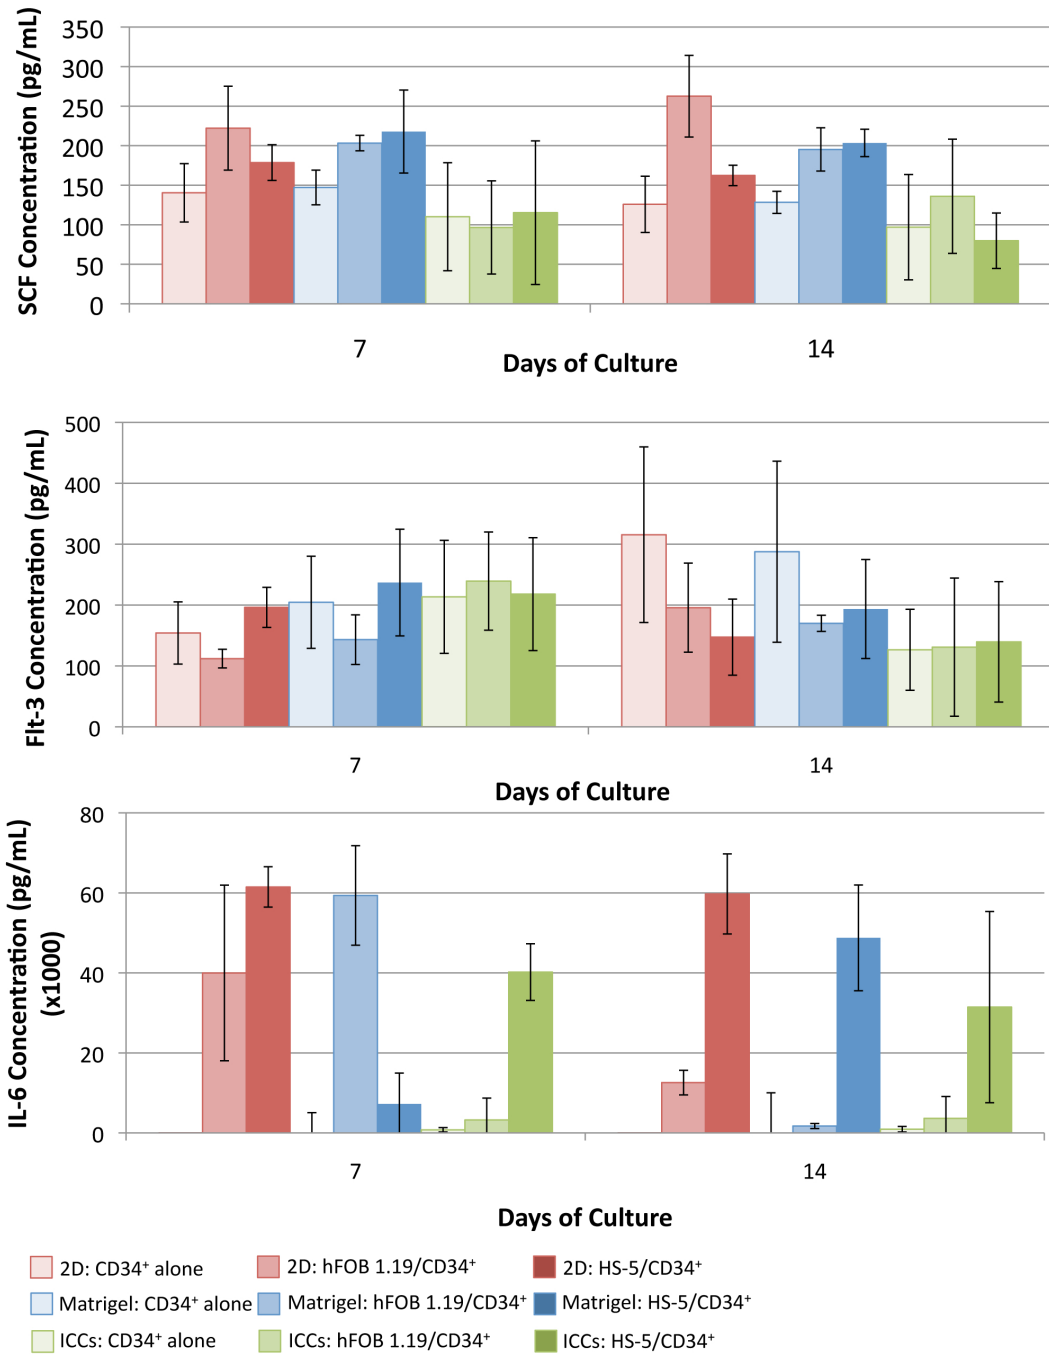 SCF Concentration (pg/mL)
350
300
250
200
150
100
50
0
7
14
Days of Culture
Flt-3 Concentration (pg/mL)
500
400
300
200
100
0
7
14
Days of Culture
IL-6 Concentration (pg/mL)
(x1000)
80
60
40
20
0
7
14
Days of Culture
2D: CD34⁺ alone
2D: hFOB 1.19/CD34⁺
2D: HS-5/CD34⁺
Matrigel: CD34⁺ alone
Matrigel: hFOB 1.19/CD34⁺
Matrigel: HS-5/CD34⁺
ICCs: CD34⁺ alone
ICCs: hFOB 1.19/CD34⁺
ICCs: HS-5/CD34⁺